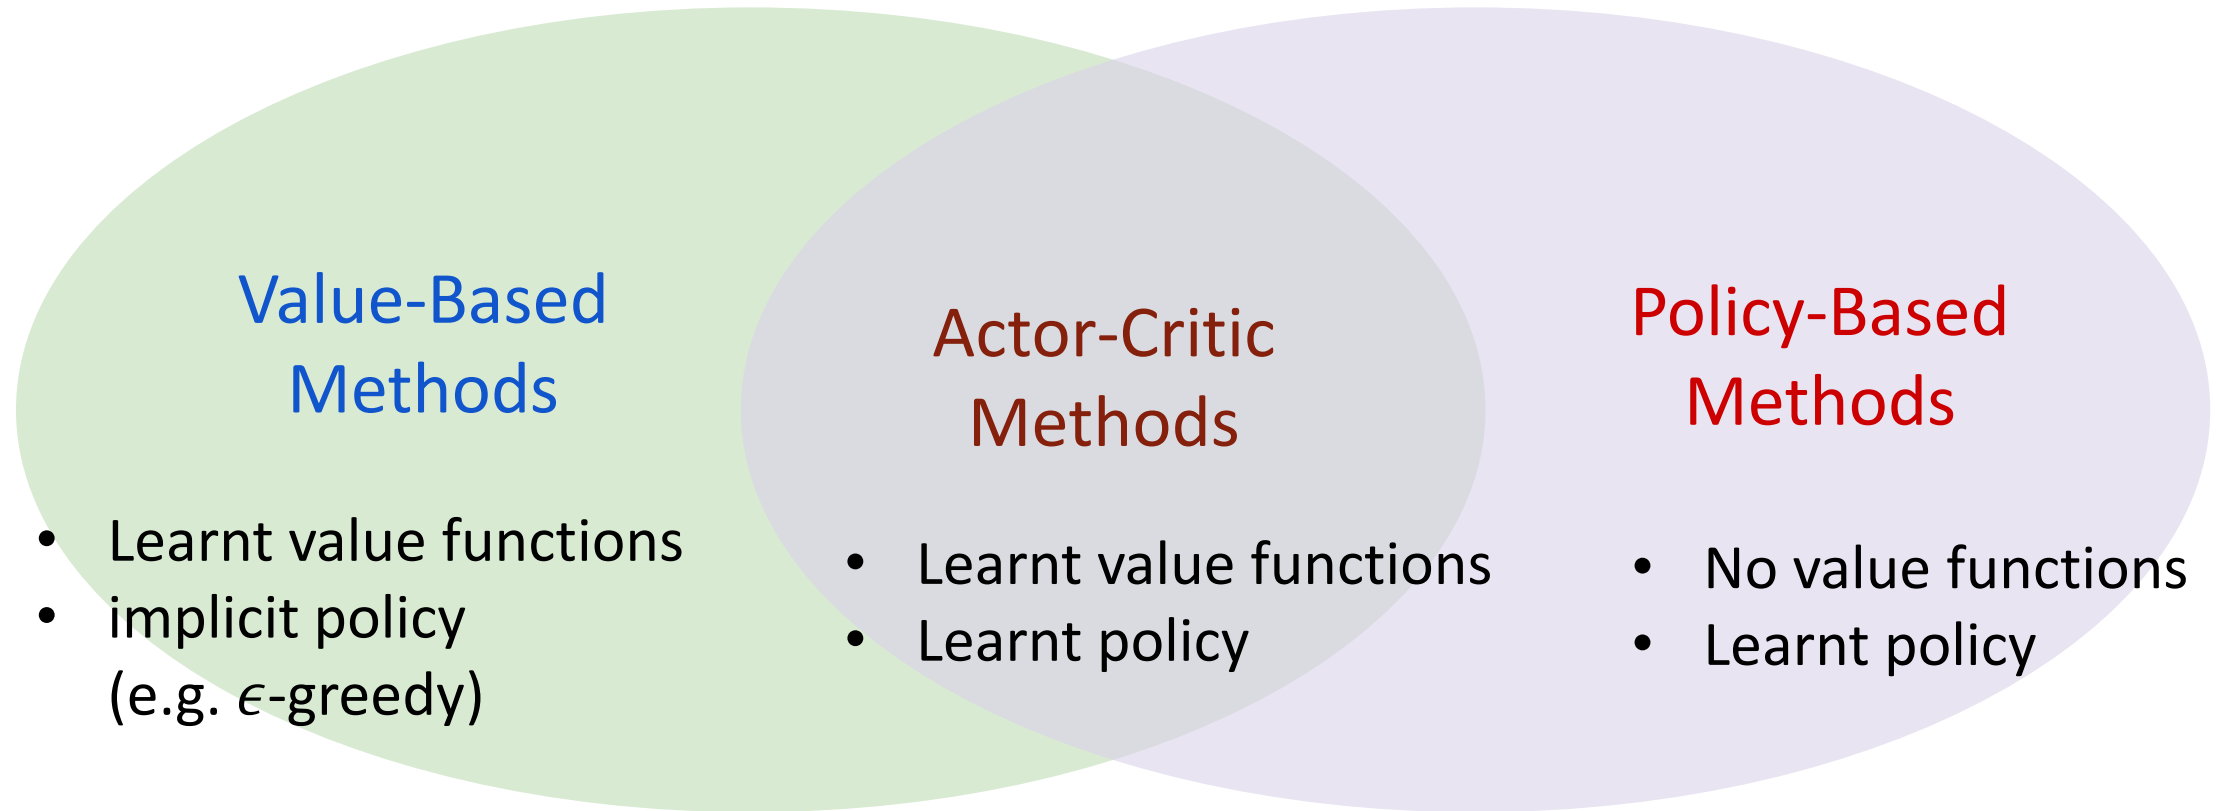 Value-Based
Methods
• Learnt value functions
• implicit policy
(e.g. ϵ-greedy)
Actor-Critic
Methods
• Learnt value functions
• Learnt policy
Policy-Based
Methods
• No value functions
• Learnt policy